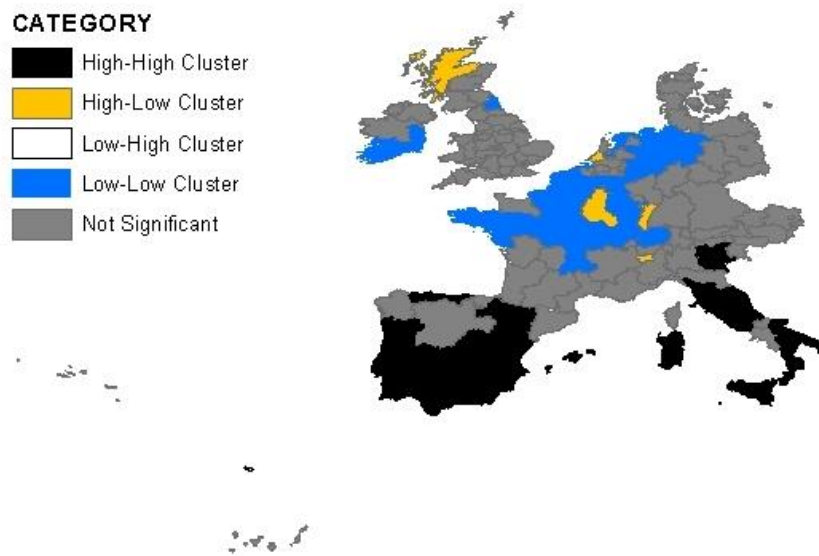 CATEGORY
High-High Cluster
High-Low Cluster
Low-High Cluster
Low-Low Cluster
Not Significant